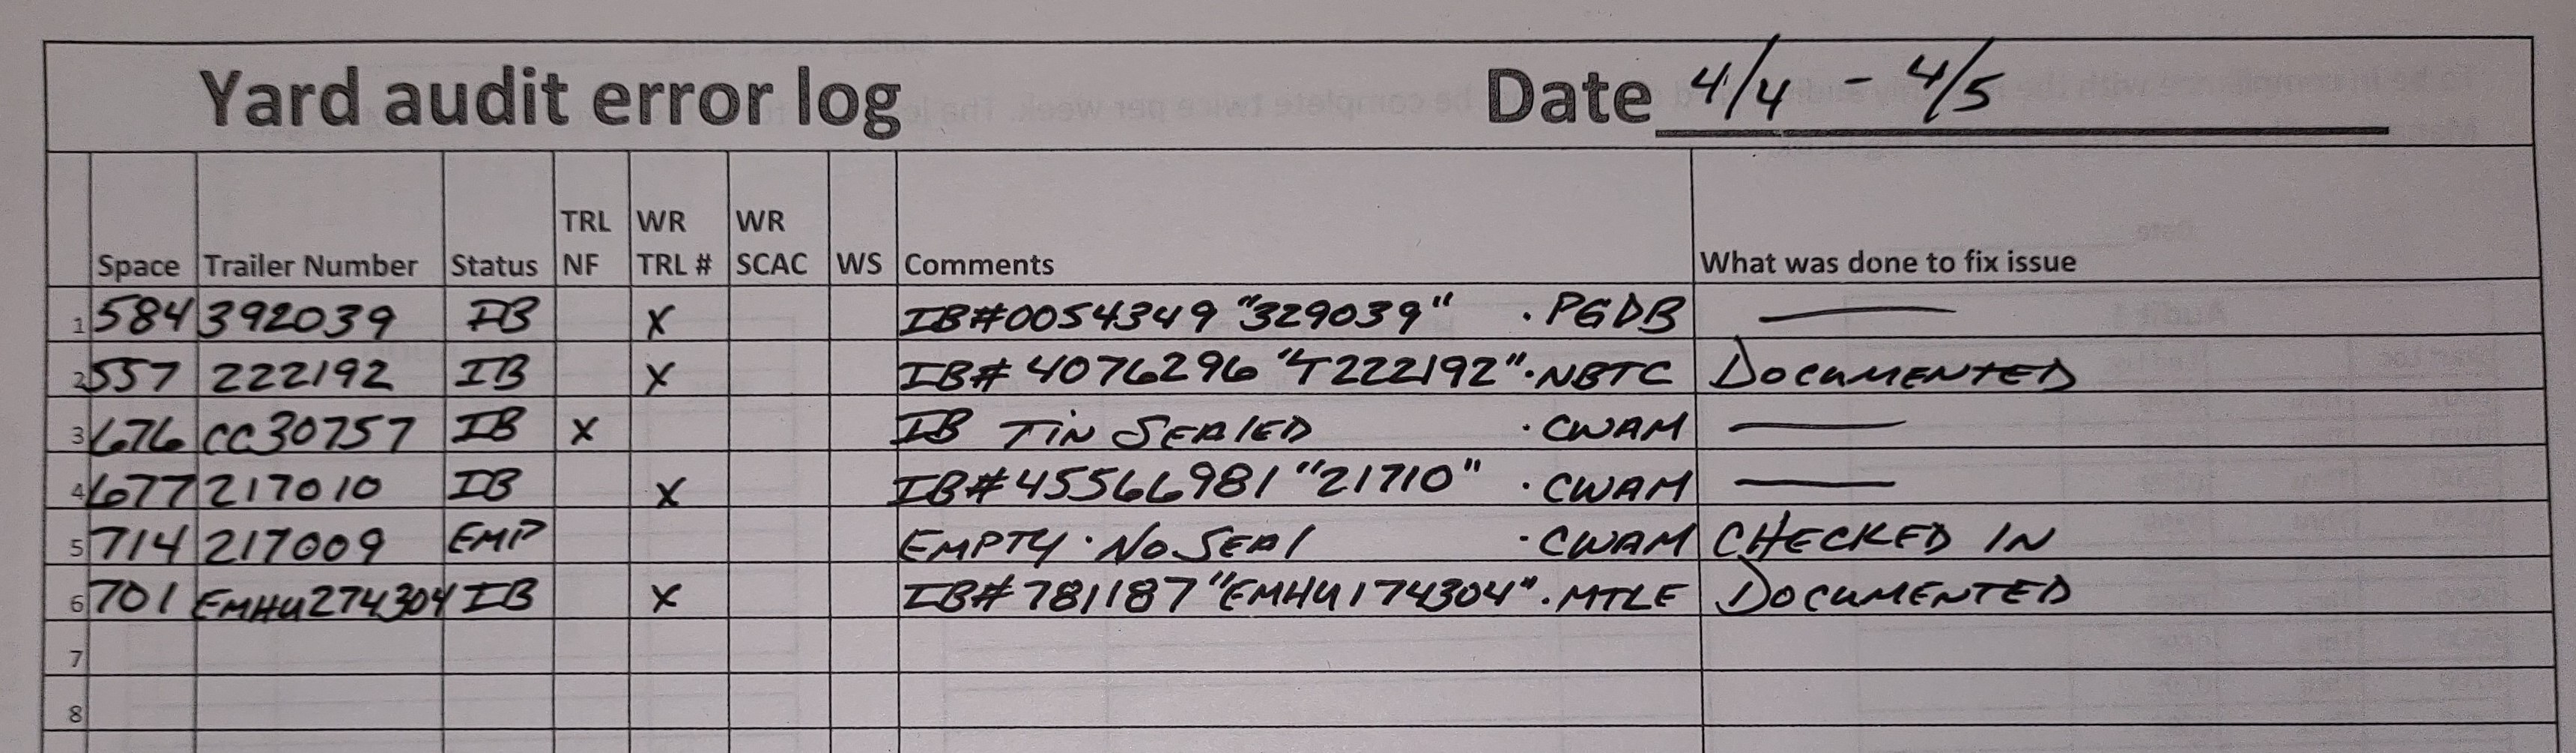 Yard audit error log Date 4/4 - 4/5
Space Trailer Number Status TRL NF WR TRL # WR SCAC WS Comments What was done to fix issue
1 584 392039 IB X IB#0054349 "329039" · PGDB —
2 557 222192 IB X IB# 4076296 "T222192" · NBTC DOCUMENTED
3 676 CC30757 IB X IB TIN SEALED · CWAM —
4 677 217010 IB X IB#45566981 "21710" · CWAM —
5 714 217009 EMP EMPTY · NO SEAL · CWAM CHECKED IN
6 701 EMHU274304 IB X IB# 781187 "EMHU174304" · MTLE DOCUMENTED
7
8